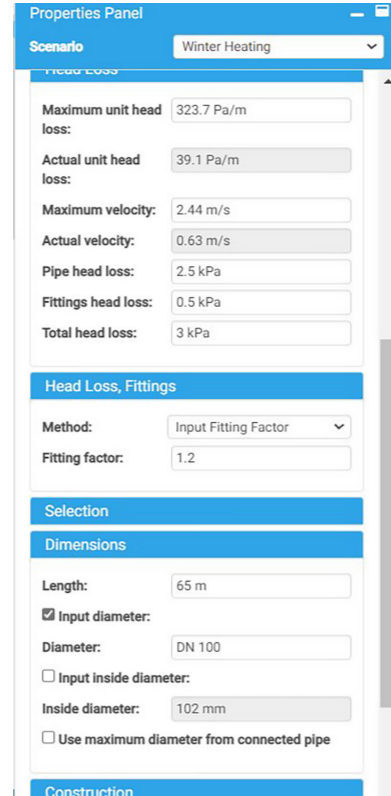 Properties Panel
Scenario Winter Heating
Head Loss
Maximum unit head 323.7 Pa/m
loss:
Actual unit head 39.1 Pa/m
loss:
Maximum velocity: 2.44 m/s
Actual velocity: 0.63 m/s
Pipe head loss: 2.5 kPa
Fittings head loss: 0.5 kPa
Total head loss: 3 kPa
Head Loss, Fittings
Method: Input Fitting Factor
Fitting factor: 1.2
Selection
Dimensions
Length: 65 m
Input diameter:
Diameter: DN 100
Input inside diameter:
Inside diameter: 102 mm
Use maximum diameter from connected pipe
Construction